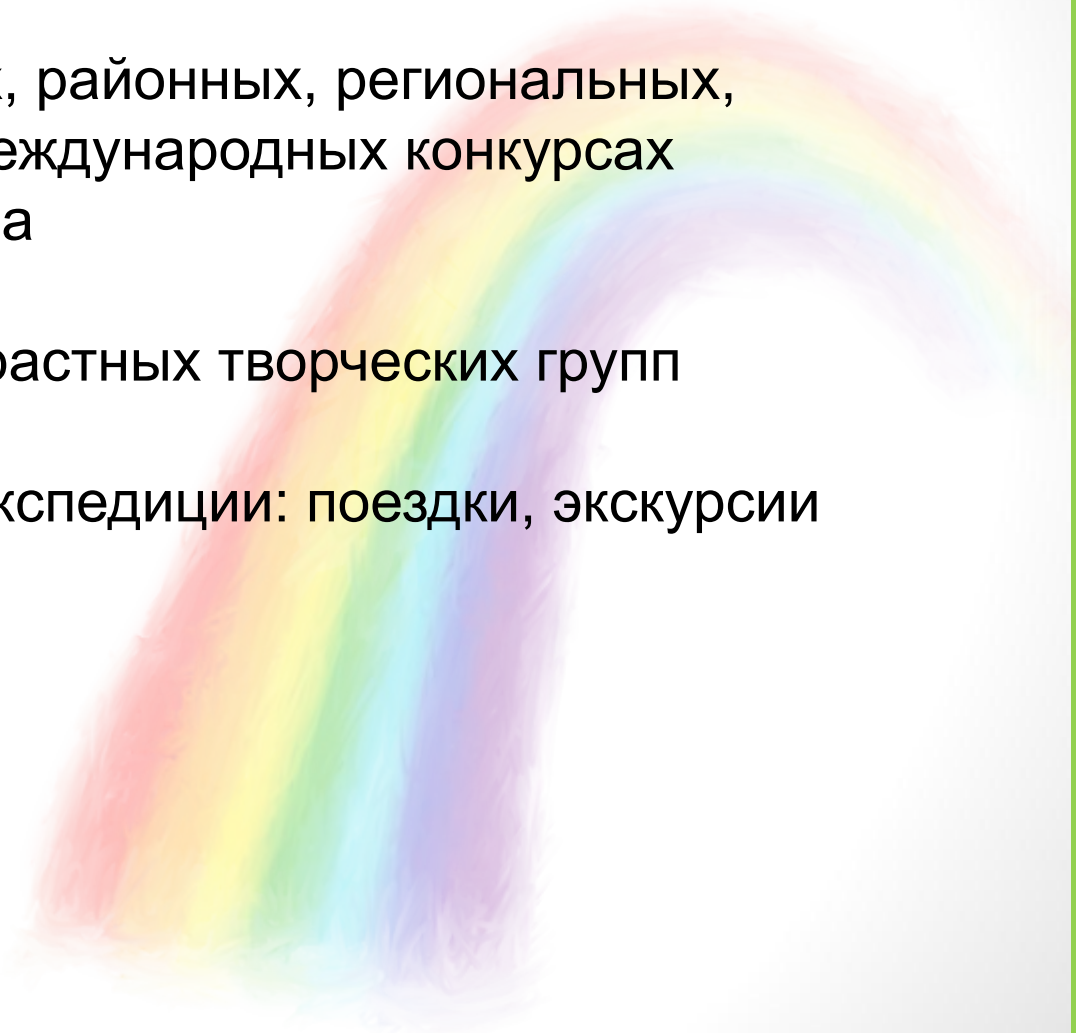 , районных, региональных,
еждународных конкурсах
а
растных творческих групп
кспедиции: поездки, экскурсии